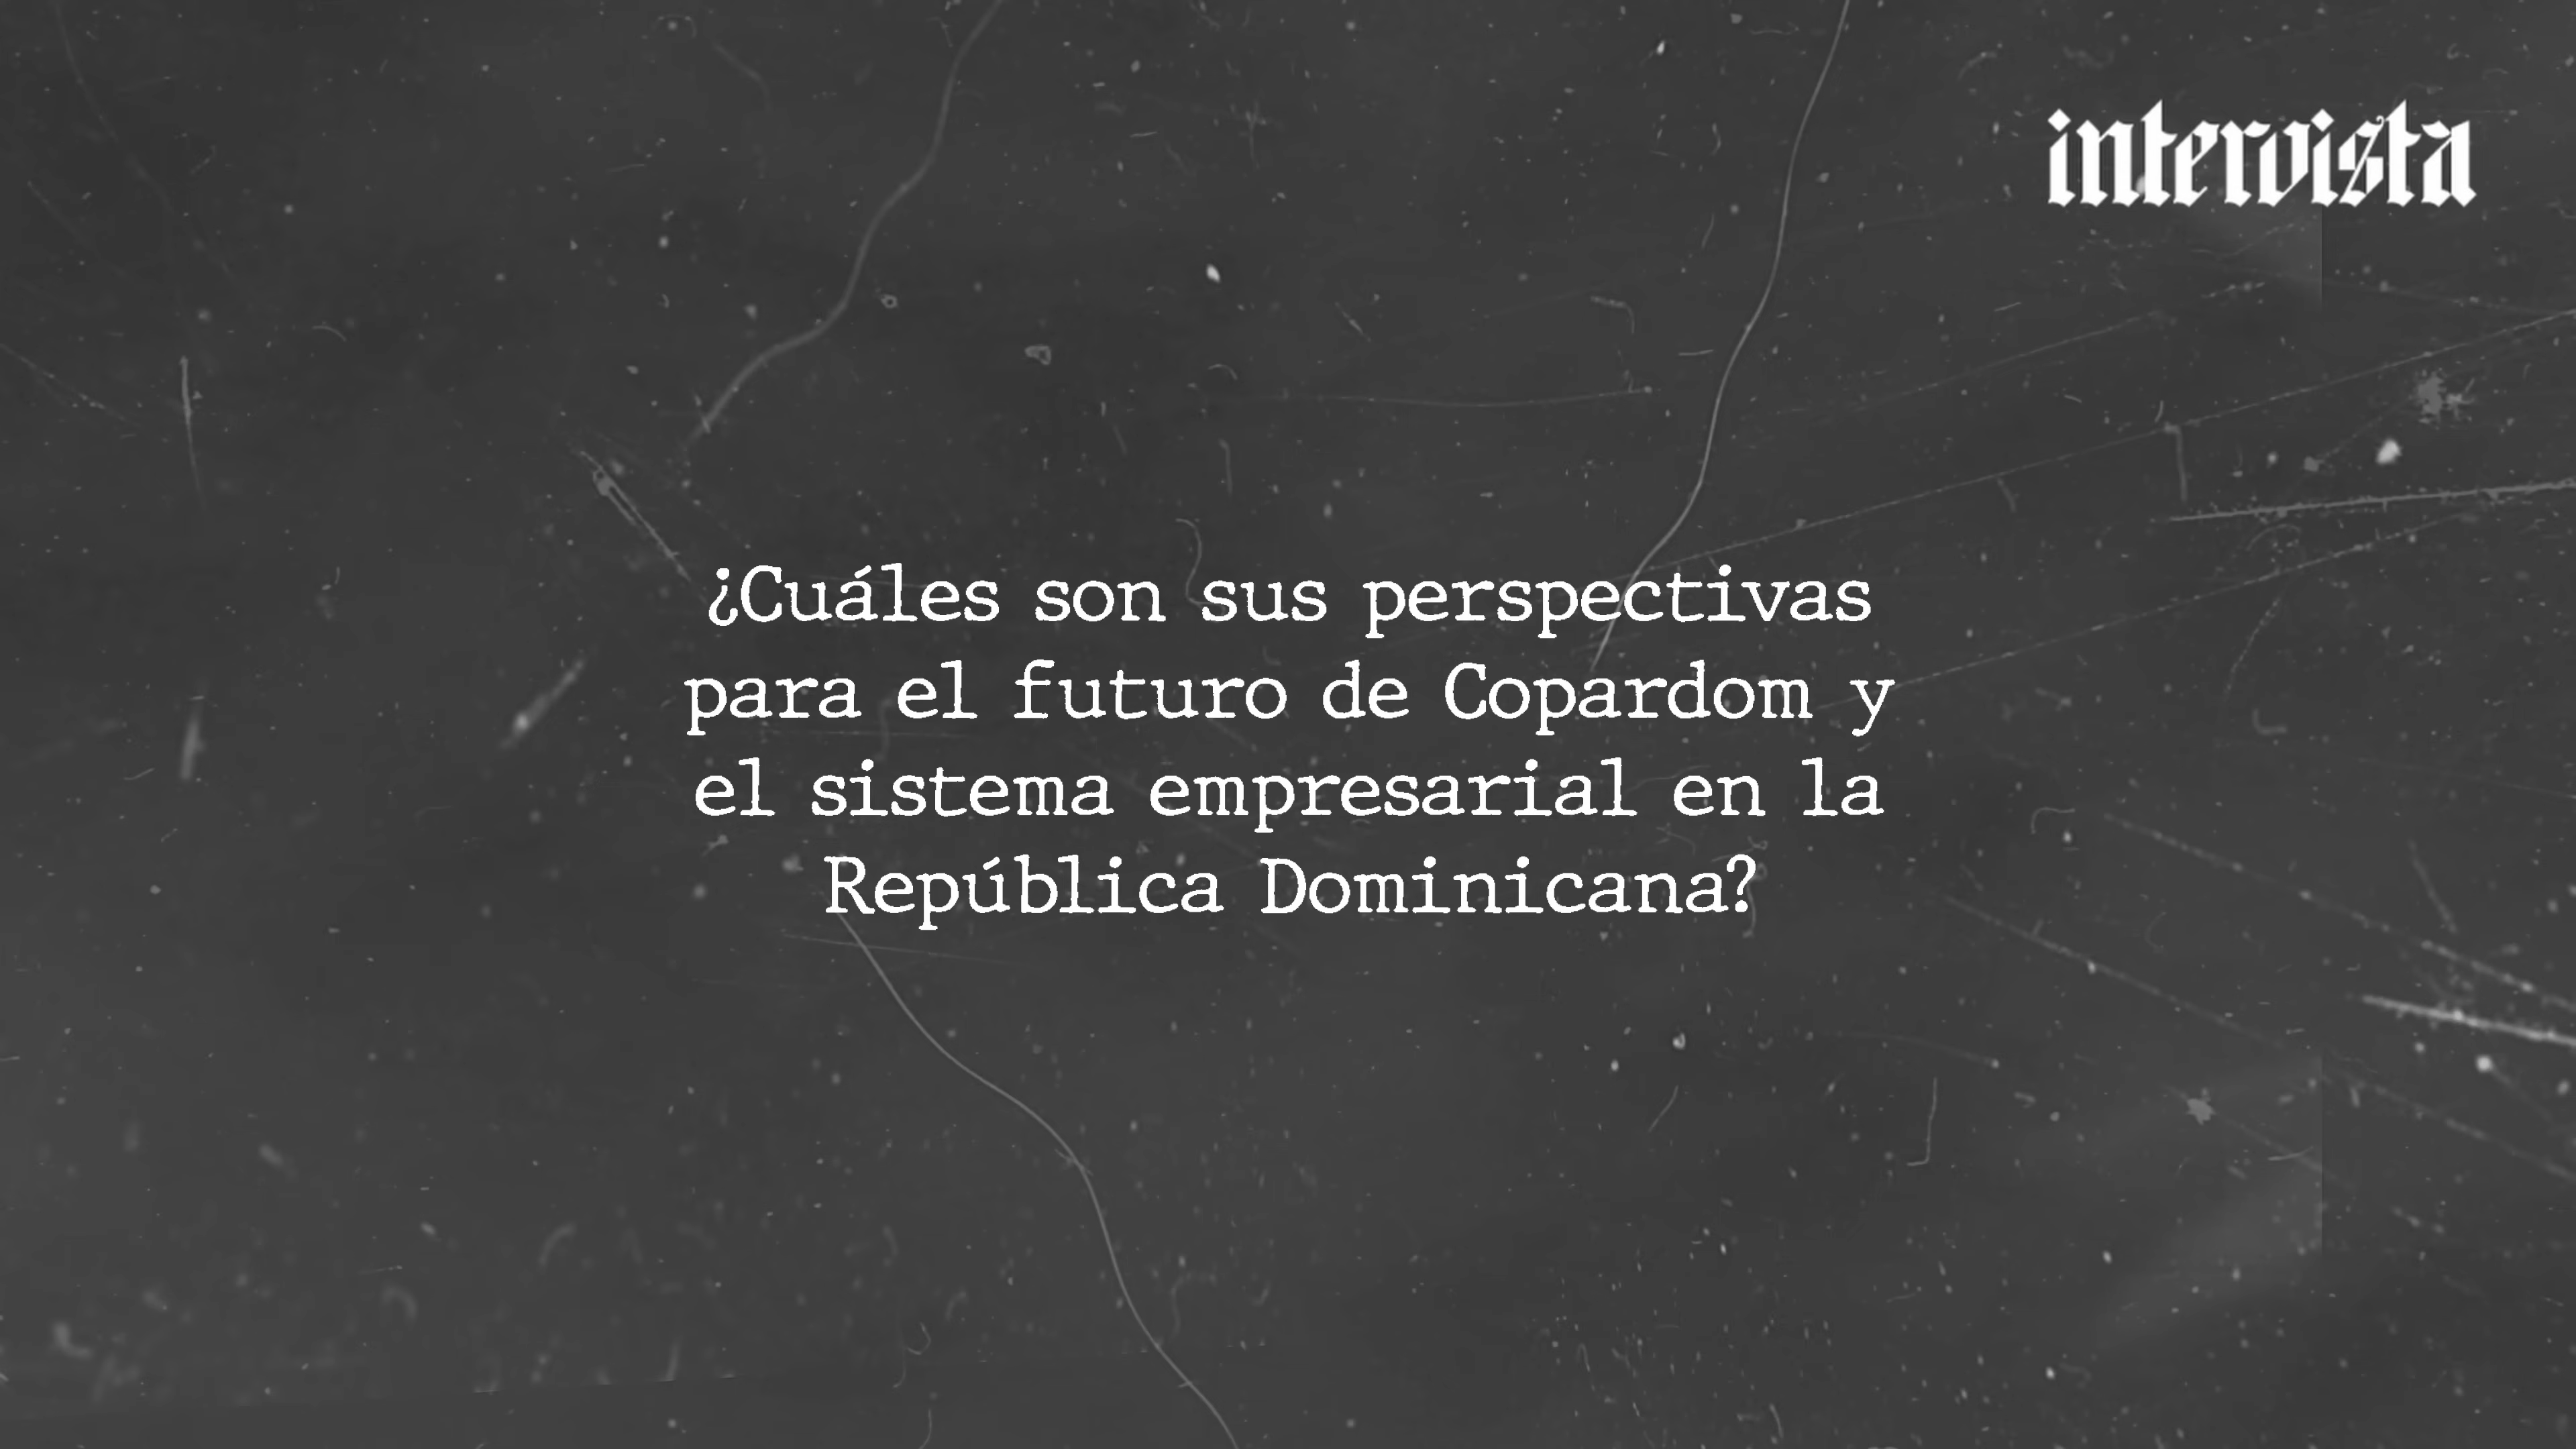 intervista
¿Cuáles son sus perspectivas
para el futuro de Copardom y
el sistema empresarial en la
República Dominicana?